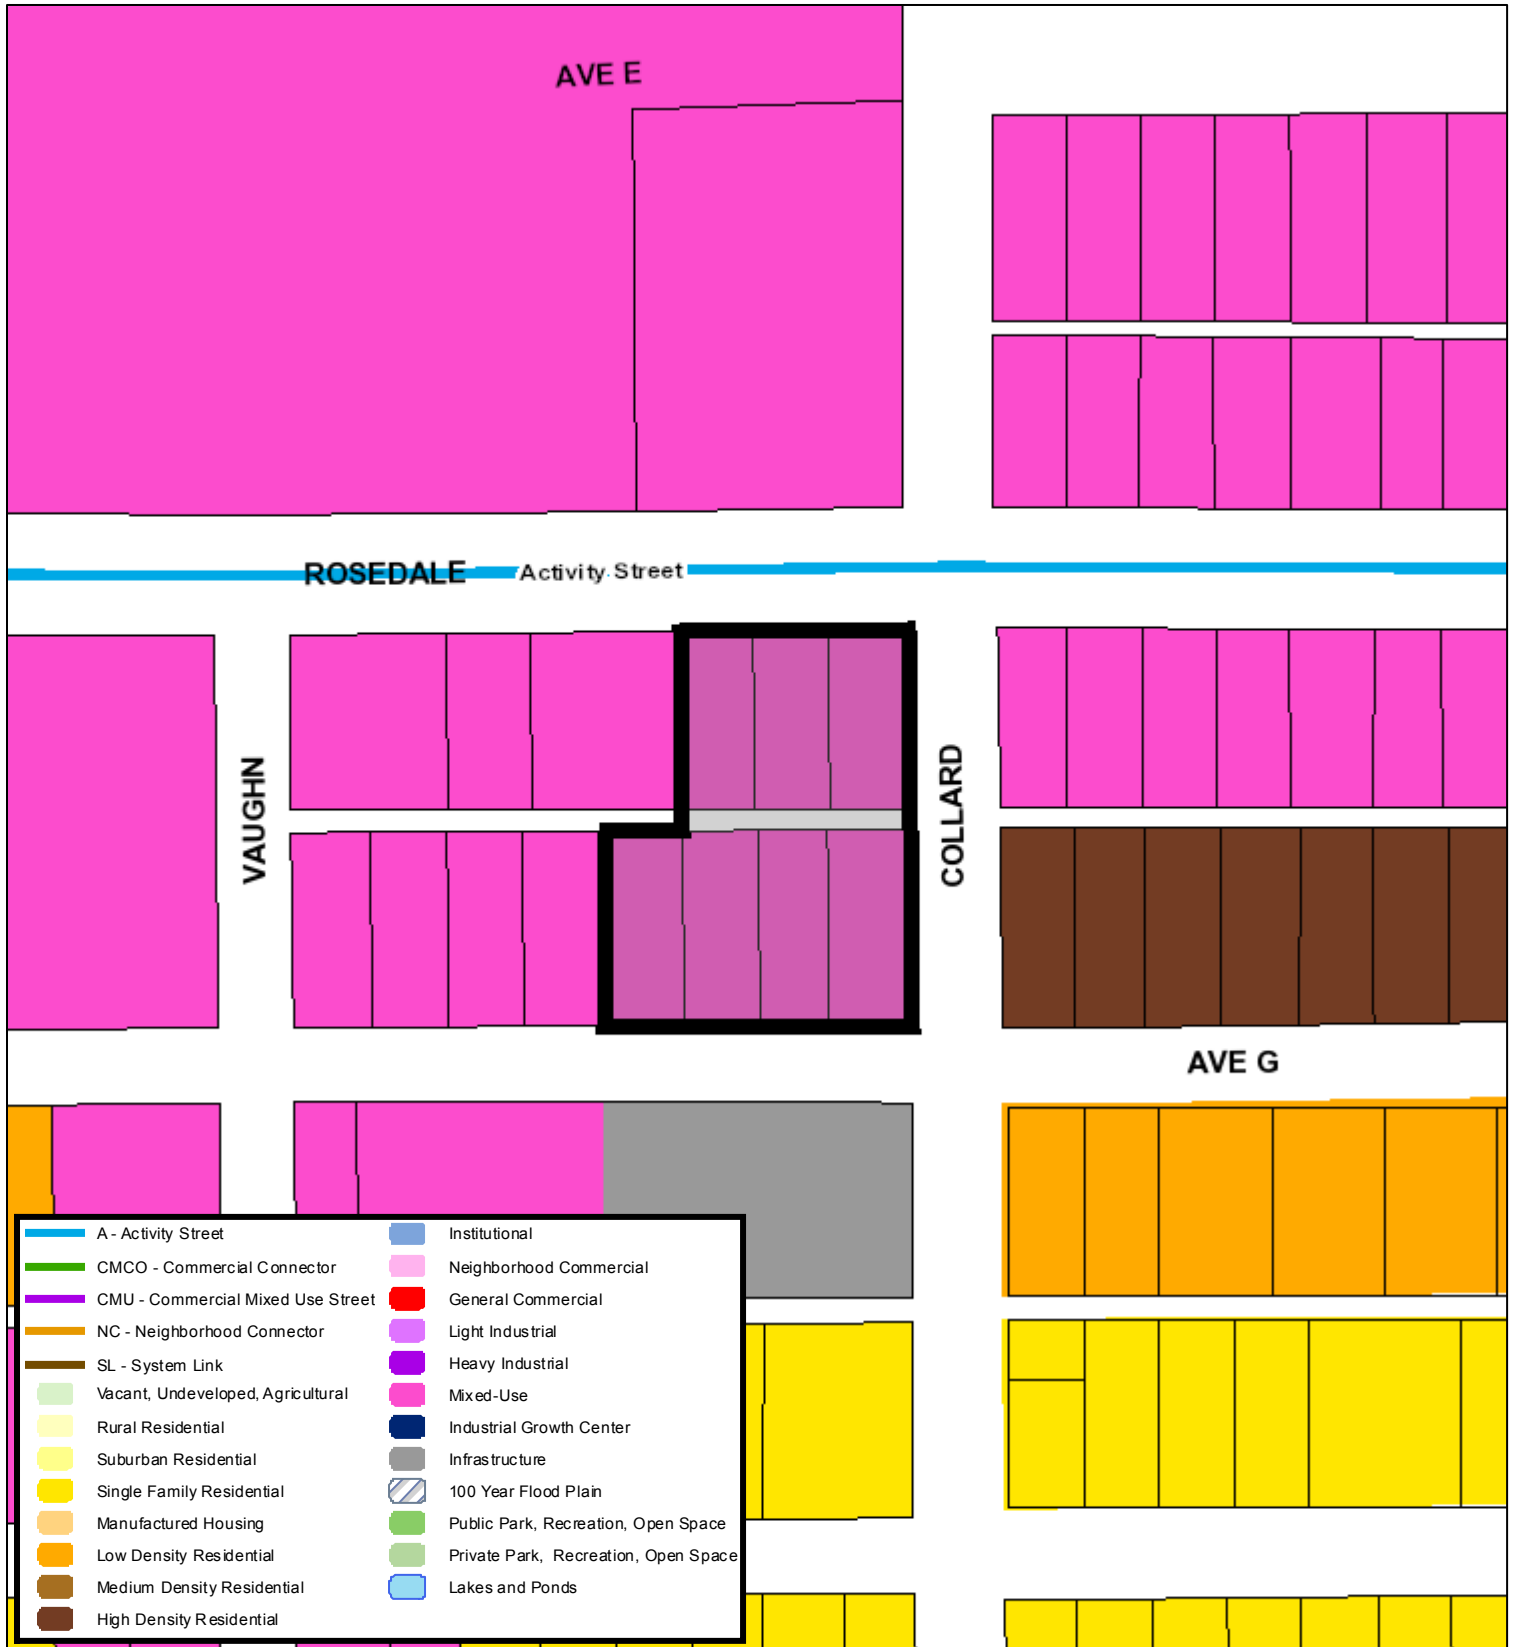 AVE E
ROSEDALE
Activity Street
VAUGHN
COLLARD
AVE G
A - Activity Street
CMCO - Commercial Connector
CMU - Commercial Mixed Use Street
NC - Neighborhood Connector
SL - System Link
Vacant, Undeveloped, Agricultural
Rural Residential
Suburban Residential
Single Family Residential
Manufactured Housing
Low Density Residential
Medium Density Residential
High Density Residential
Institutional
Neighborhood Commercial
General Commercial
Light Industrial
Heavy Industrial
Mixed-Use
Industrial Growth Center
Infrastructure
100 Year Flood Plain
Public Park, Recreation, Open Space
Private Park, Recreation, Open Space
Lakes and Ponds